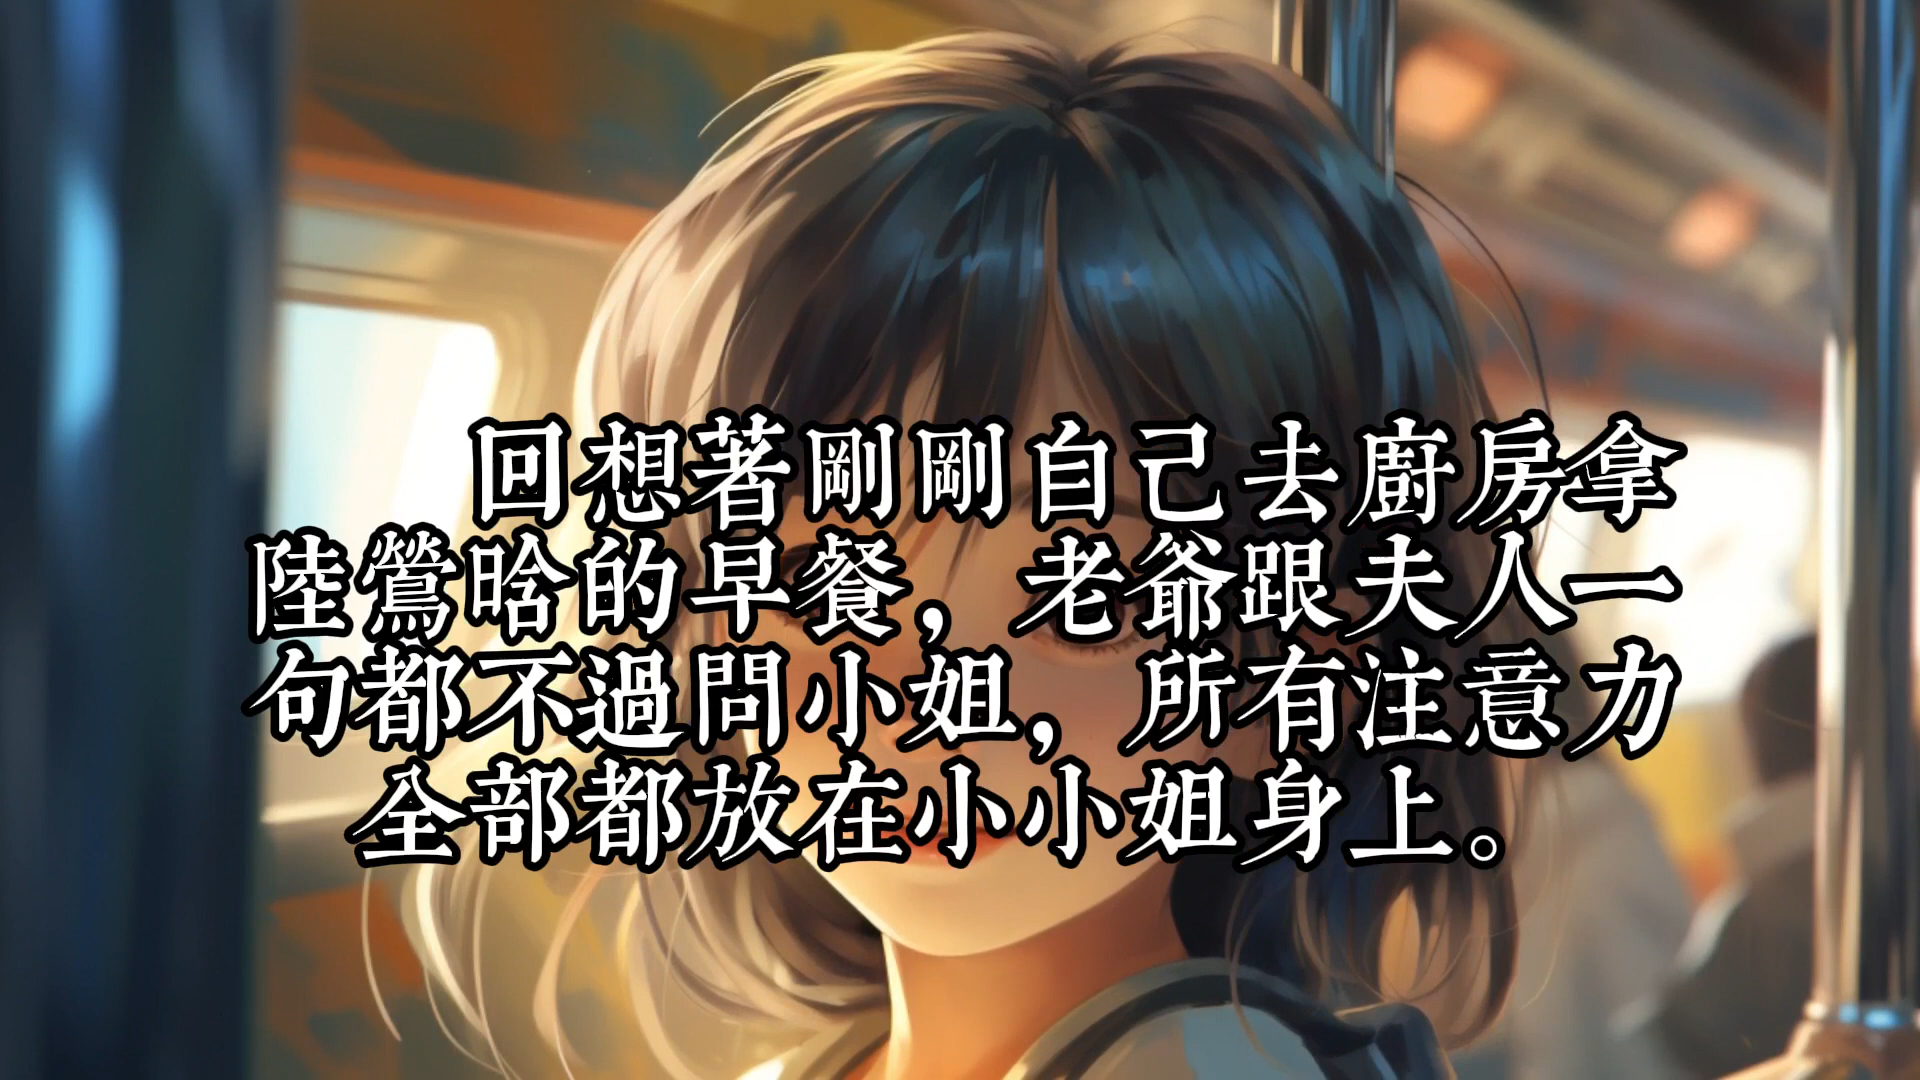 回想著剛剛自己去廚房拿
陸鶯晗的早餐，老爺跟夫人一
句都不過問小姐，所有注意力
全部都放在小小姐身上。